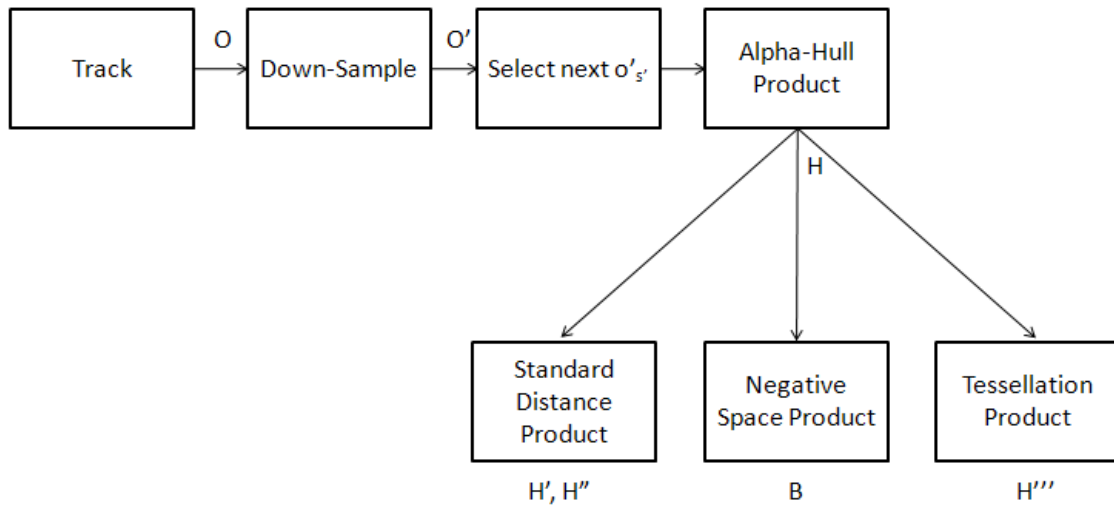 O
O'
Track
Down-Sample
Select next o's'
Alpha-Hull
Product
H
Standard
Distance
Product
Negative
Space Product
Tessellation
Product
H', H"
B
H'''